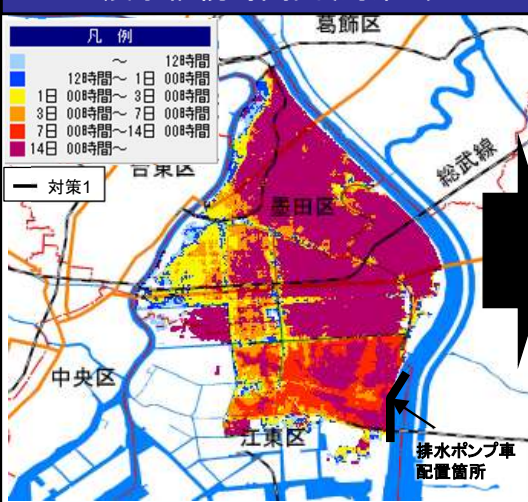 葛飾区
凡 例
～ 12時間
12時間～ 1日 00時間
1日 00時間～ 3日 00時間
3日 00時間～ 7日 00時間
7日 00時間～14日 00時間
14日 00時間～
台東区
総武線
対策1
墨田区
中央区
江東区
排水ポンプ車
配置箇所